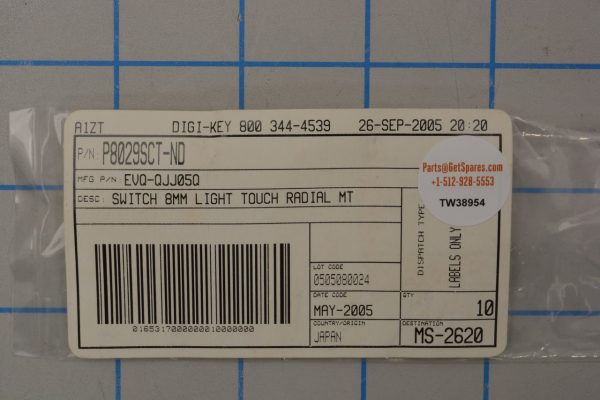 A1ZT DIGI-KEY 800 344-4539 26-SEP-2005 20:20
P/N: P8029SCT-ND
MFG P/N: EVQ-QJJ05Q
DESC: SWITCH 8MM LIGHT TOUCH RADIAL MT
Parts@GetSpares.com
+1-512-928-5553
TW38954
DISPATCH TYPE
LABELS ONLY
LOT CODE
0505080024
DATE CODE
MAY-2005
QTY
10
COUNTRY/ORIGIN
JAPAN
DESTINATION
MS-2620
01653170000000010000000